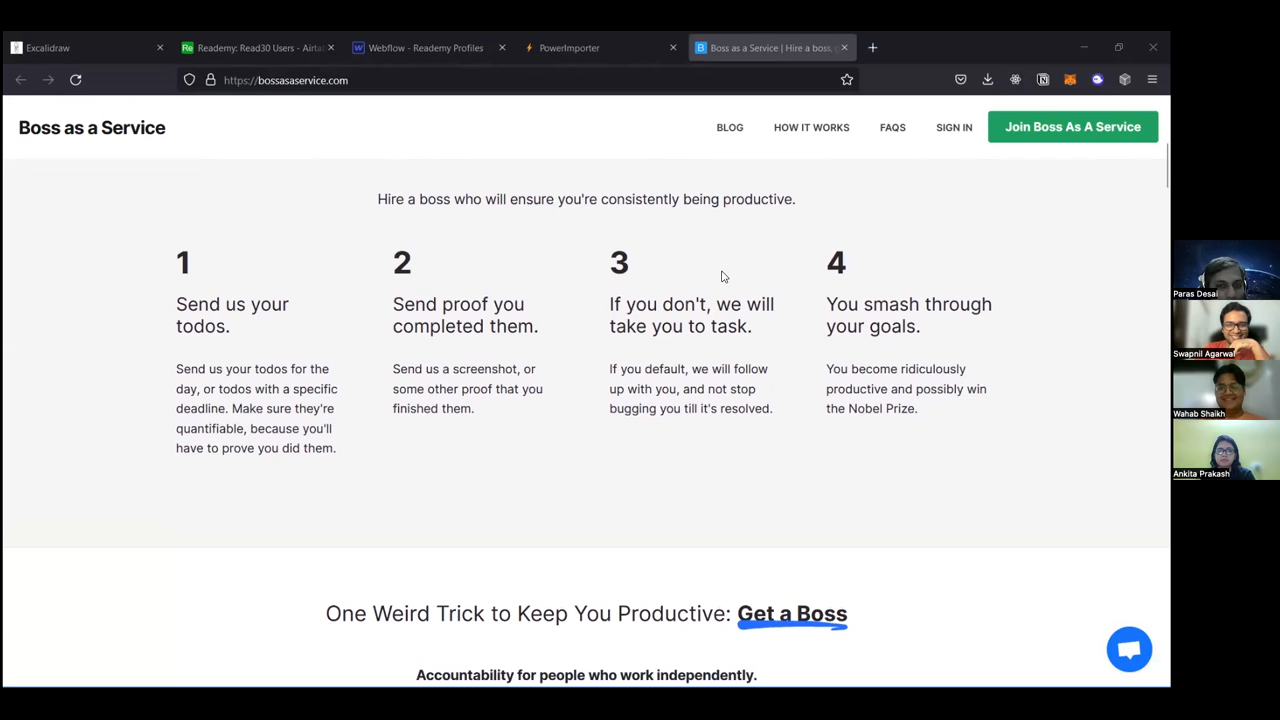 Excalidraw
Reademy: Read30 Users - Airta
Webflow - Reademy Profiles
PowerImporter
Boss as a Service | Hire a boss,
https://bossasaservice.com
Boss as a Service
BLOG
HOW IT WORKS
FAQS
SIGN IN
Join Boss As A Service
Hire a boss who will ensure you're consistently being productive.
1
Send us your
todos.
Send us your todos for the
day, or todos with a specific
deadline. Make sure they're
quantifiable, because you'll
have to prove you did them.
2
Send proof you
completed them.
Send us a screenshot, or
some other proof that you
finished them.
3
If you don't, we will
take you to task.
If you default, we will follow
up with you, and not stop
bugging you till it's resolved.
4
You smash through
your goals.
You become ridiculously
productive and possibly win
the Nobel Prize.
One Weird Trick to Keep You Productive: Get a Boss
Accountability for people who work independently.
Paras Desai
Swapnil Agarwal
Wahab Shaikh
Ankita Prakash